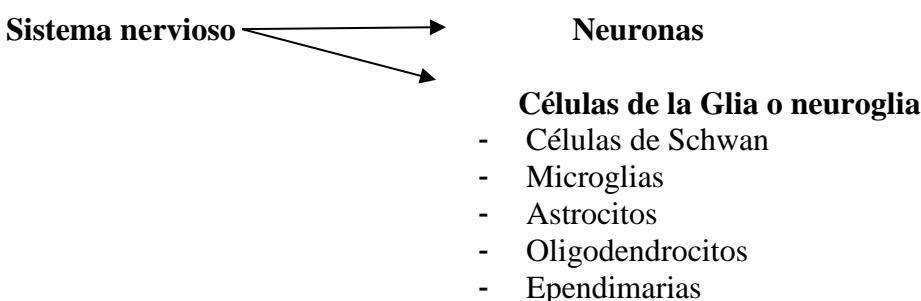 Sistema nervioso Neuronas
Células de la Glia o neuroglia
- Células de Schwan
- Microglias
- Astrocitos
- Oligodendrocitos
- Ependimarias